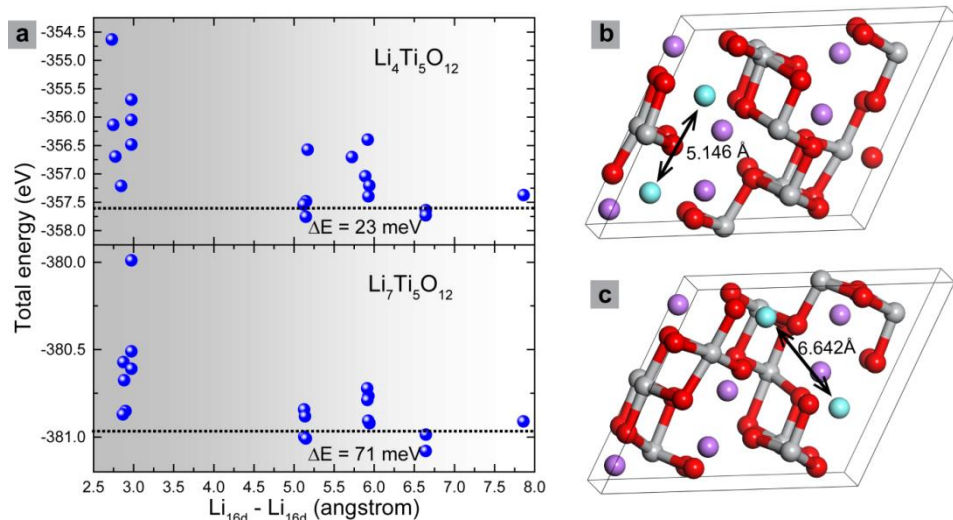 a
-354.5
-355.0
-355.5
-356.0
-356.5
-357.0
-357.5
-358.0
Li₄Ti₅O₁₂
ΔE = 23 meV
-380.0
-380.5
-381.0
Li₇Ti₅O₁₂
ΔE = 71 meV
Total energy (eV)
2.5 3.0 3.5 4.0 4.5 5.0 5.5 6.0 6.5 7.0 7.5 8.0
Li₁₆d - Li₁₆d (angstrom)
b
5.146 Å
c
6.642Å